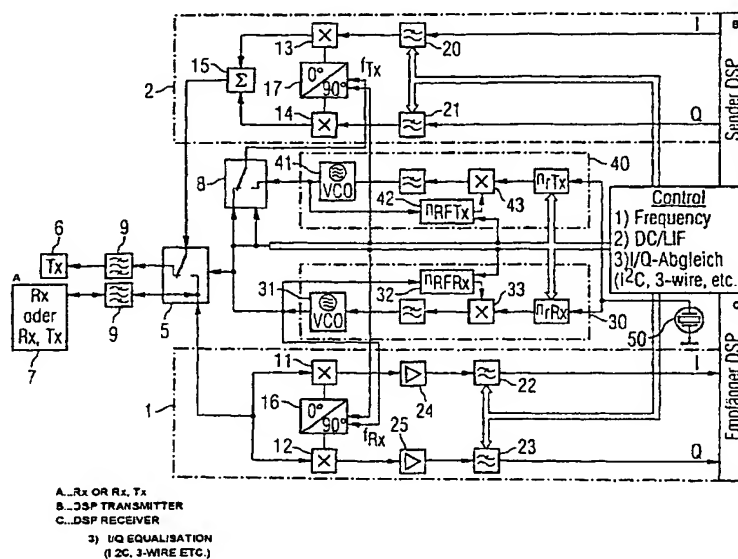 B
13
20
I
15
Σ
0°
90°
17
fTx
2
14
21
Q
Sender DSP
8
41
VCO
40
nrTx
42
nRFTx
43
Control
1) Frequency
2) DC/LIF
3)I/Q-Abgleich
(I²C, 3-wire, etc.)
6
Tx
9
5
A
Rx
oder
Rx, Tx
7
9
31
VCO
nRFRx
32
33
nrRx
30
50
C
11
24
22
I
1
16
0°
90°
fRx
25
12
23
Q
Empfänger DSP
A...Rx OR Rx, Tx
B...DSP TRANSMITTER
C...DSP RECEIVER
3) I/Q EQUALISATION
(I 2C, 3-WIRE ETC.)